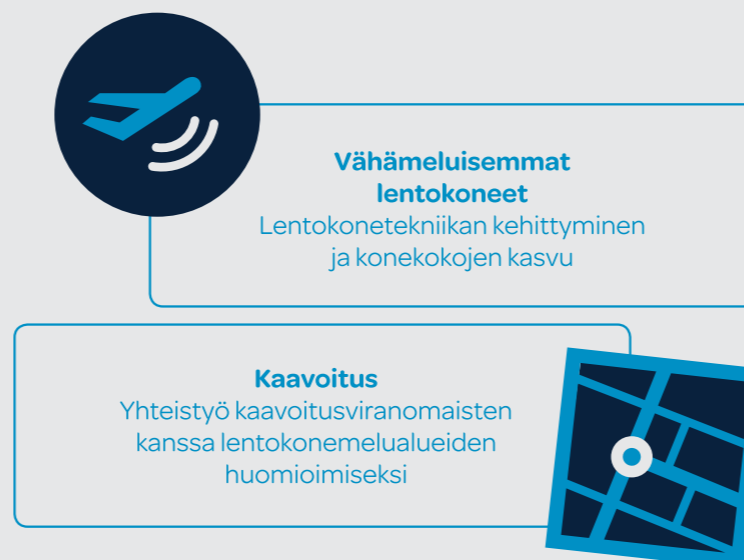 Vähämeluisemmat
lentokoneet
Lentokonetekniikan kehittyminen
ja konekokojen kasvu
Kaavoitus
Yhteistyö kaavoitusviranomaisten
kanssa lentokonemelualueiden
huomioimiseksi